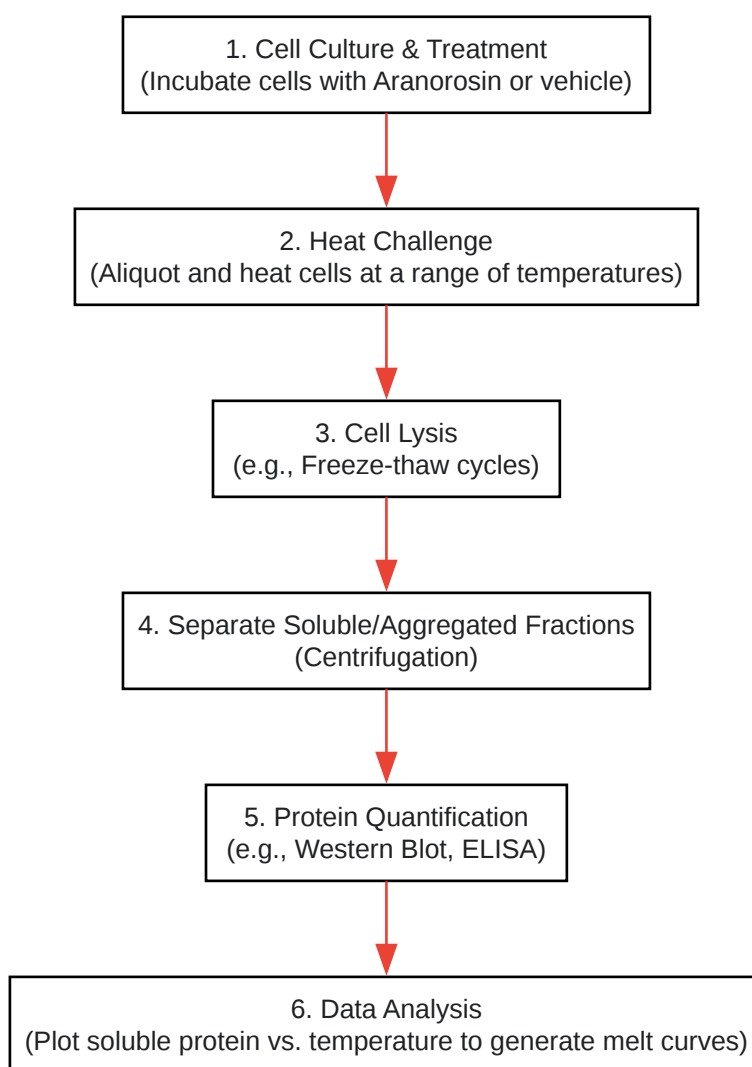 1. Cell Culture & Treatment
(Incubate cells with Aranorosin or vehicle)
2. Heat Challenge
(Aliquot and heat cells at a range of temperatures)
3. Cell Lysis
(e.g., Freeze-thaw cycles)
4. Separate Soluble/Aggregated Fractions
(Centrifugation)
5. Protein Quantification
(e.g., Western Blot, ELISA)
6. Data Analysis
(Plot soluble protein vs. temperature to generate melt curves)